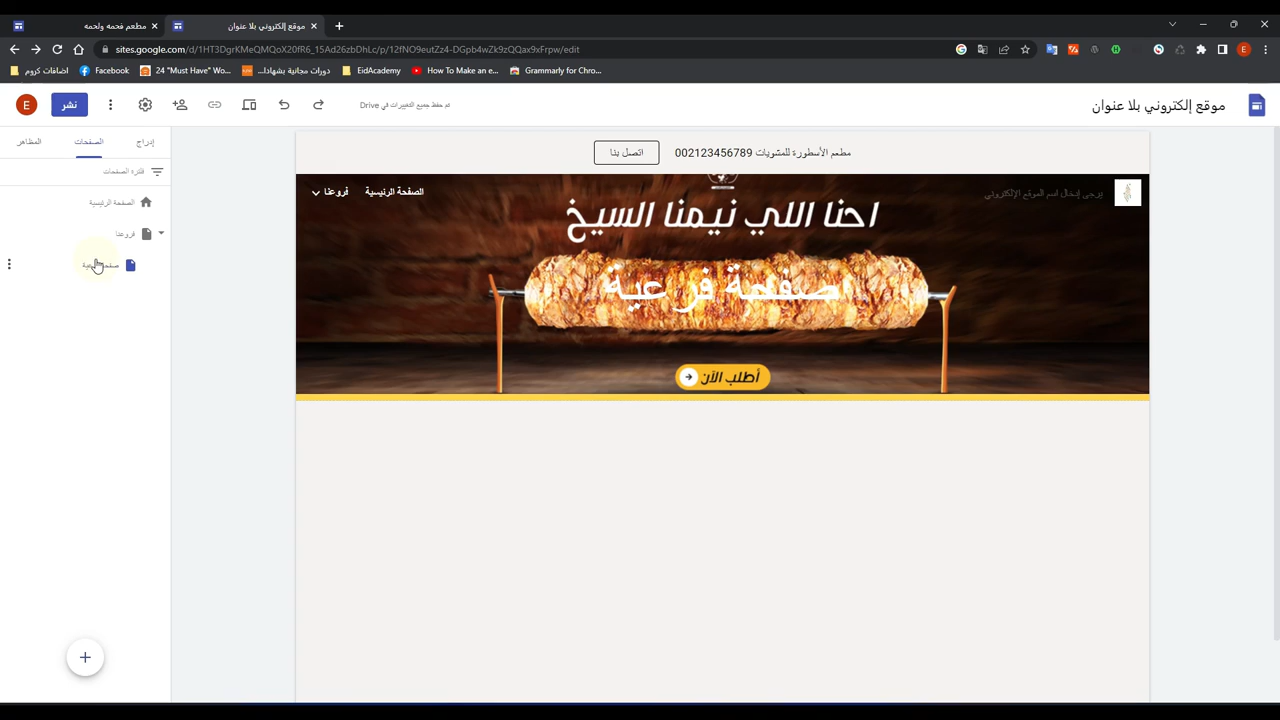 مطعم فحمه ولحمه
موقع إلكتروني بلا عنوان
sites.google.com/d/1HT3DgrKMeQMQoX20fR6_15Ad26zbDhLc/p/12fNO9eutZz4-DGpb4wZk9zQQax9xFrpw/edit
اضافات كروم
Facebook
24 "Must Have" Wo...
دورات مجانية بشهادا...
EidAcademy
How To Make an e...
Grammarly for Chro...
E
موقع إلكتروني بلا عنوان
تم حفظ جميع التغييرات في Drive
نشر
E
إدراج
الصفحات
المظاهر
فلترة الصفحات
الصفحة الرئيسية
فروعنا
مطعم الأسطورة للمشويات 002123456789
اتصل بنا
يرجى إدخال اسم الموقع الإلكتروني
الصفحة الرئيسية
فروعنا
احنا اللي نيمنا السيخ
صفحة فرعية
أطلب الآن